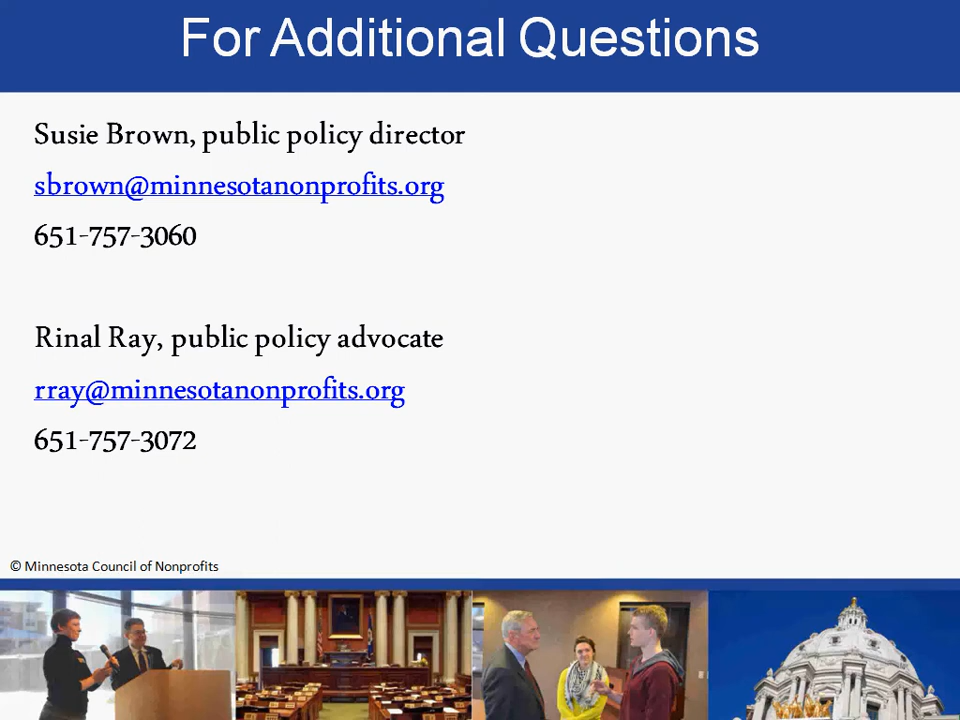 For Additional Questions
Susie Brown, public policy director
sbrown@minnesotanonprofits.org
651-757-3060
Rinal Ray, public policy advocate
rray@minnesotanonprofits.org
651-757-3072
© Minnesota Council of Nonprofits